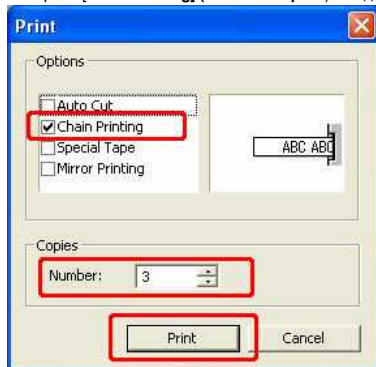 Print
Options
Auto Cut
Chain Printing
Special Tape
Mirror Printing
ABC ABC
Copies
Number: 3
Print Cancel